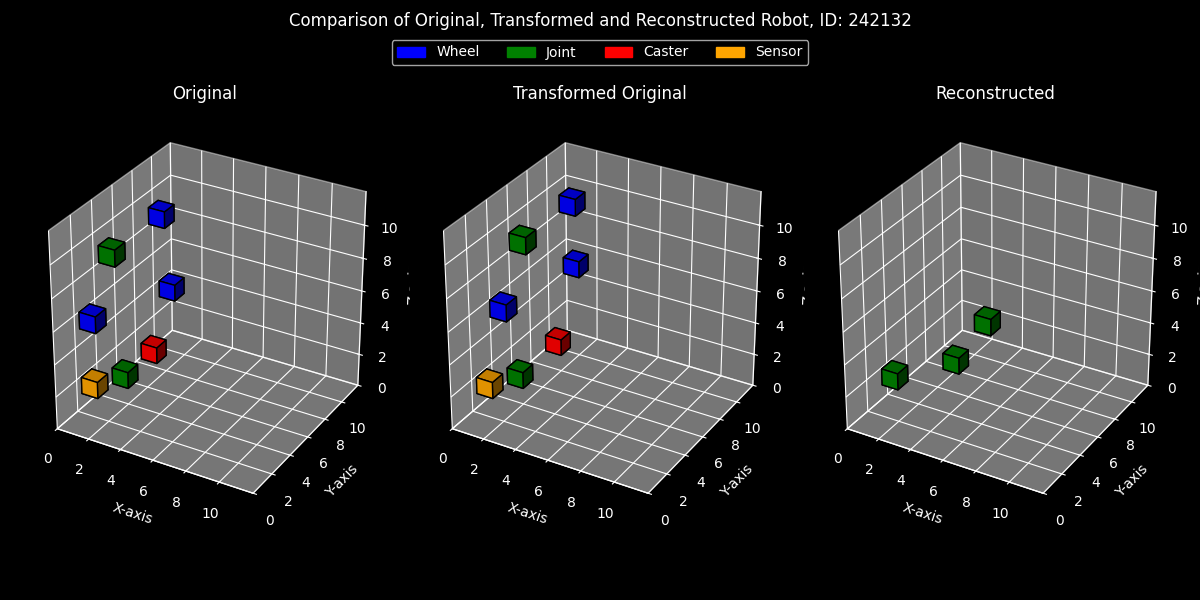 Comparison of Original, Transformed and Reconstructed Robot, ID: 242132
Wheel Joint Caster Sensor
Original Transformed Original Reconstructed
10 8 6 4 2 0
0 2 4 6 8 10
X-axis
0 2 4 6 8 10
Y-axis
10 8 6 4 2 0
0 2 4 6 8 10
X-axis
0 2 4 6 8 10
Y-axis
10 8 6 4 2 0
0 2 4 6 8 10
X-axis
0 2 4 6 8 10
Y-axis